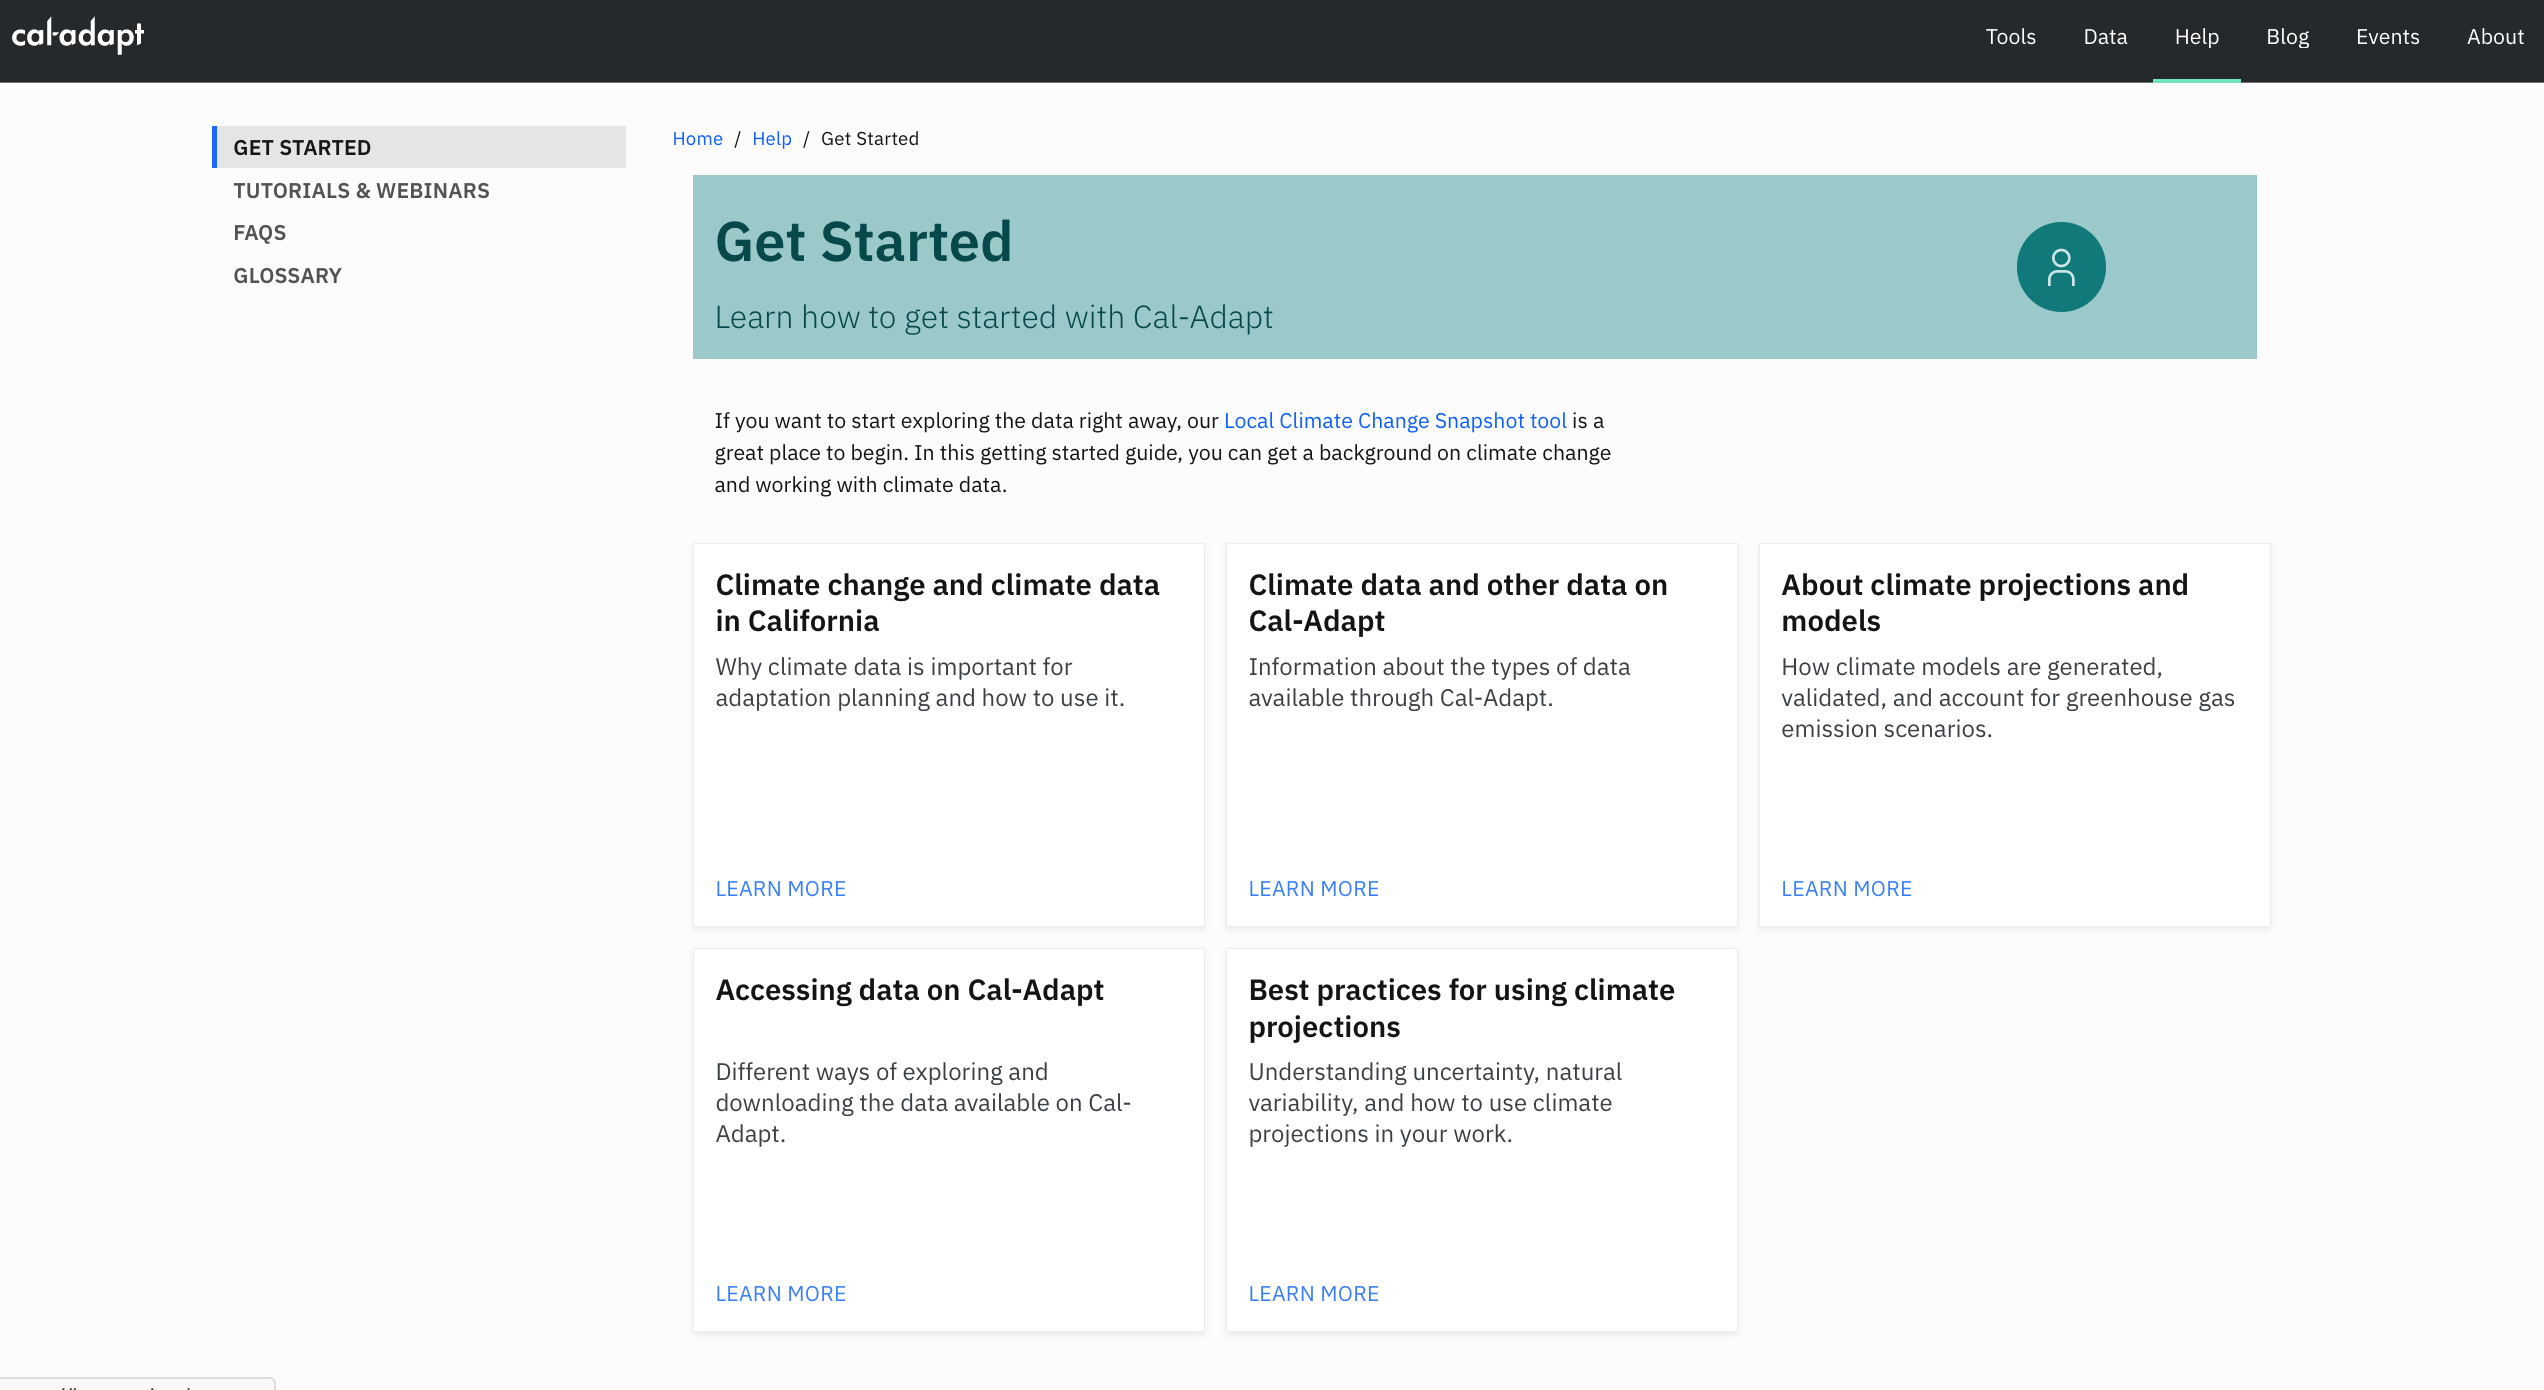 cal-adapt
Tools
Data
Help
Blog
Events
About
GET STARTED
TUTORIALS & WEBINARS
FAQS
GLOSSARY
Home / Help / Get Started
Get Started
Learn how to get started with Cal-Adapt
If you want to start exploring the data right away, our Local Climate Change Snapshot tool is a
great place to begin. In this getting started guide, you can get a background on climate change
and working with climate data.
Climate change and climate data
in California
Why climate data is important for
adaptation planning and how to use it.
LEARN MORE
Climate data and other data on
Cal-Adapt
Information about the types of data
available through Cal-Adapt.
LEARN MORE
About climate projections and
models
How climate models are generated,
validated, and account for greenhouse gas
emission scenarios.
LEARN MORE
Accessing data on Cal-Adapt
Different ways of exploring and
downloading the data available on Cal-
Adapt.
LEARN MORE
Best practices for using climate
projections
Understanding uncertainty, natural
variability, and how to use climate
projections in your work.
LEARN MORE